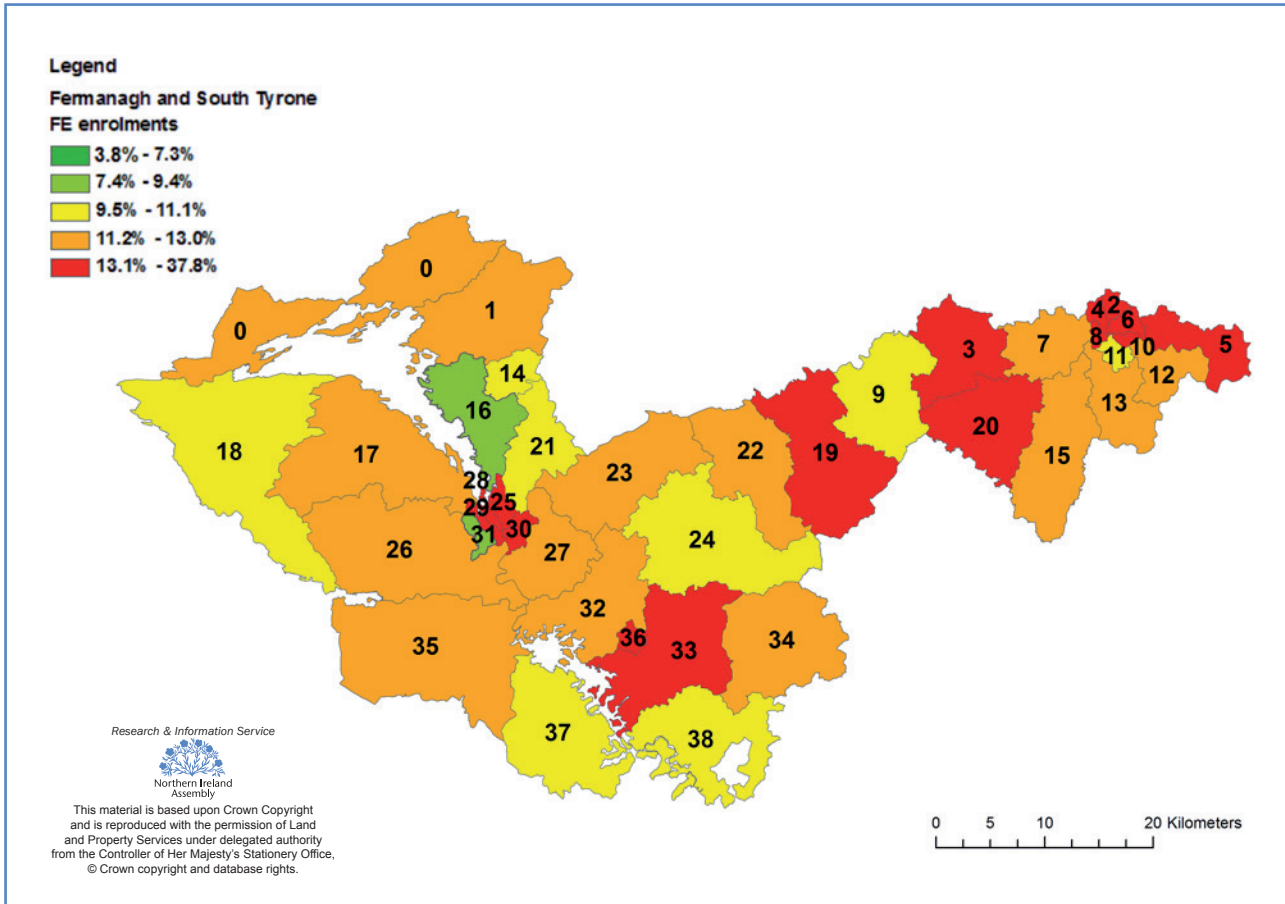 Legend
Fermanagh and South Tyrone
FE enrolments
3.8% - 7.3%
7.4% - 9.4%
9.5% - 11.1%
11.2% - 13.0%
13.1% - 37.8%
0
0
1
2
4
6
3
7
8
10
11
5
12
14
9
13
16
20
18
17
21
22
19
15
23
28
25
29
30
31
24
26
27
32
36
33
34
35
37
38
Research & Information Service
Northern Ireland
Assembly
This material is based upon Crown Copyright
and is reproduced with the permission of Land
and Property Services under delegated authority
from the Controller of Her Majesty's Stationery Office,
© Crown copyright and database rights.
0 5 10 20 Kilometers